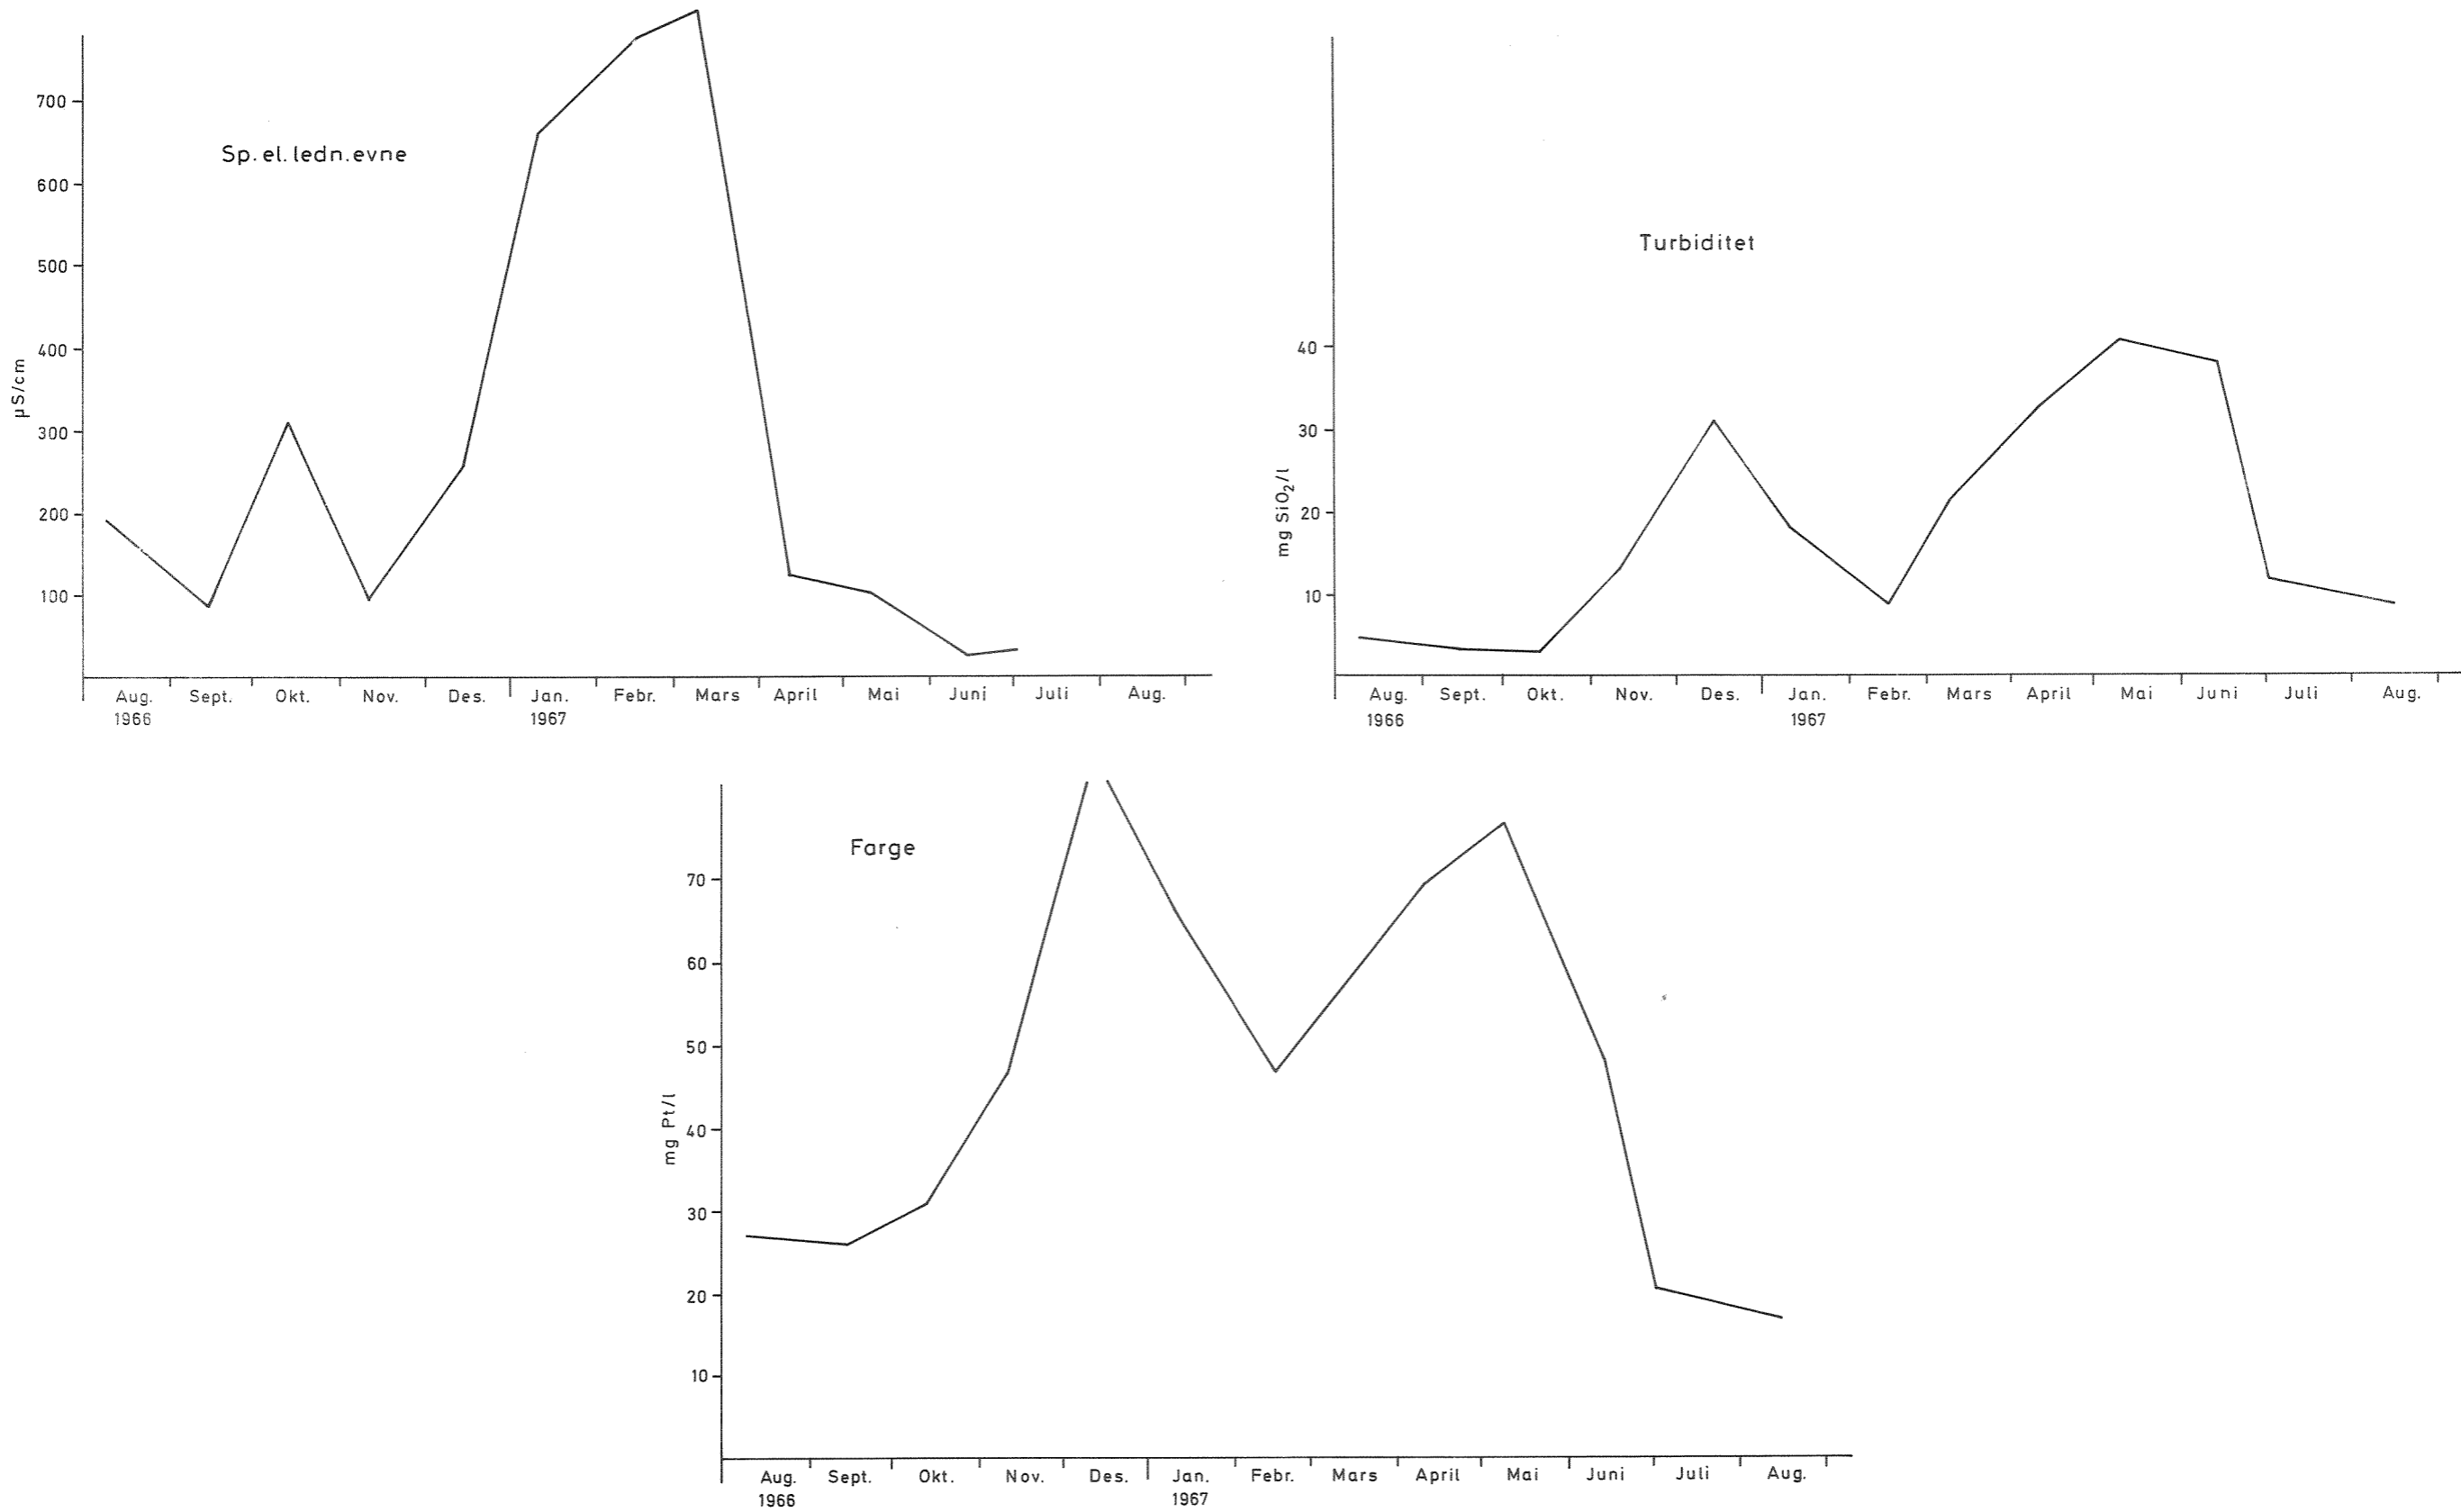 Sp. el. ledn. evne
µS/cm
700
600
500
400
300
200
100
Aug. Sept. Okt. Nov. Des. Jan. Febr. Mars April Mai Juni Juli Aug.
1966 1967
Turbiditet
mg SiO₂/l
40
30
20
10
Aug. Sept. Okt. Nov. Des. Jan. Febr. Mars April Mai Juni Juli Aug.
1966 1967
Farge
mg Pt/l
70
60
50
40
30
20
10
Aug. Sept. Okt. Nov. Des. Jan. Febr. Mars April Mai Juni Juli Aug.
1966 1967